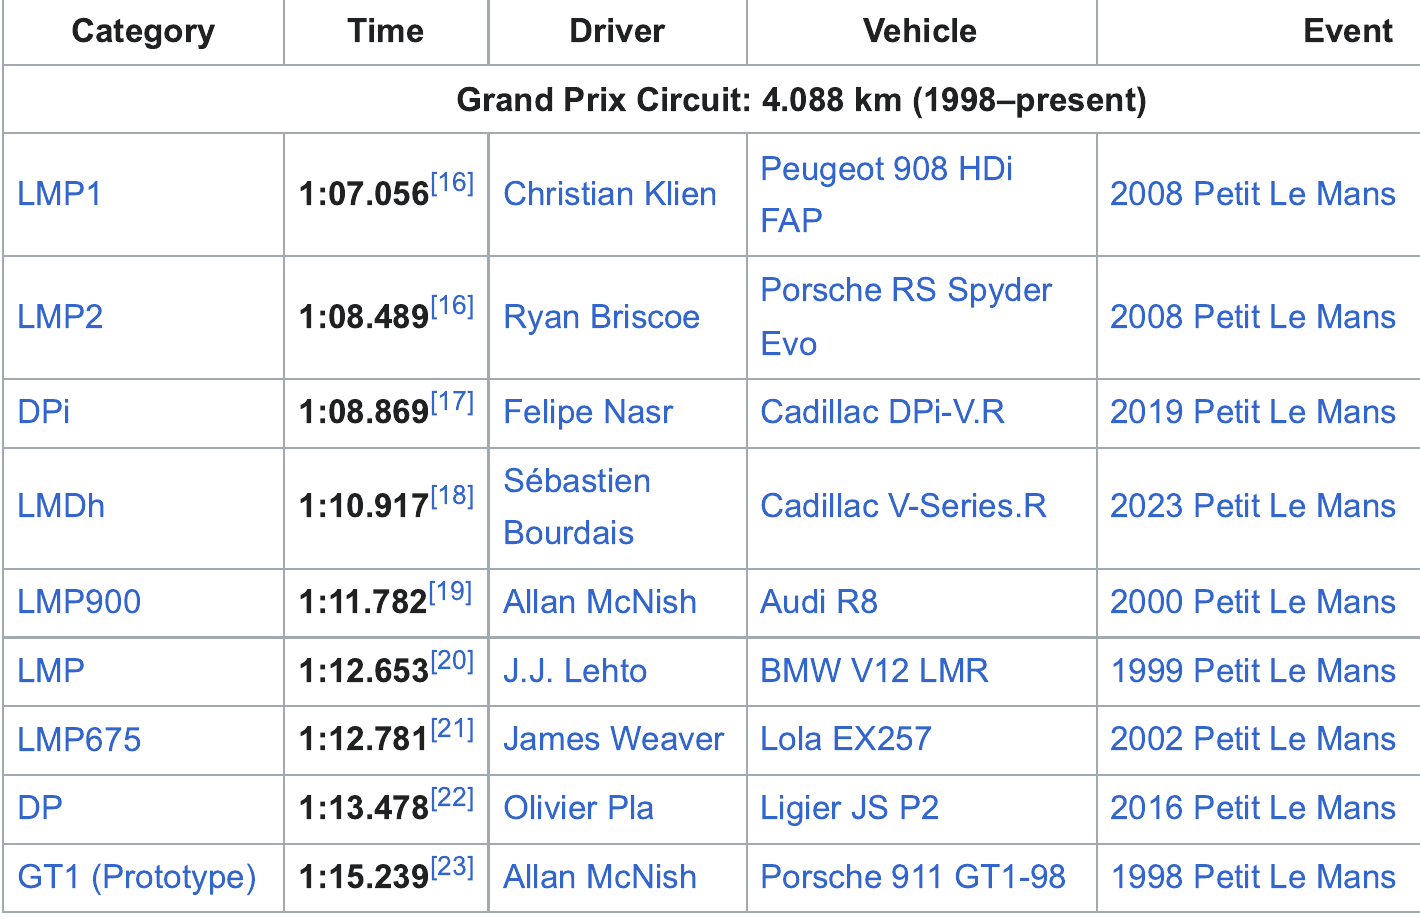 Category Time Driver Vehicle Event
Grand Prix Circuit: 4.088 km (1998–present)
LMP1 1:07.056[16] Christian Klien Peugeot 908 HDi FAP 2008 Petit Le Mans
LMP2 1:08.489[16] Ryan Briscoe Porsche RS Spyder Evo 2008 Petit Le Mans
DPi 1:08.869[17] Felipe Nasr Cadillac DPi-V.R 2019 Petit Le Mans
LMDh 1:10.917[18] Sébastien Bourdais Cadillac V-Series.R 2023 Petit Le Mans
LMP900 1:11.782[19] Allan McNish Audi R8 2000 Petit Le Mans
LMP 1:12.653[20] J.J. Lehto BMW V12 LMR 1999 Petit Le Mans
LMP675 1:12.781[21] James Weaver Lola EX257 2002 Petit Le Mans
DP 1:13.478[22] Olivier Pla Ligier JS P2 2016 Petit Le Mans
GT1 (Prototype) 1:15.239[23] Allan McNish Porsche 911 GT1-98 1998 Petit Le Mans